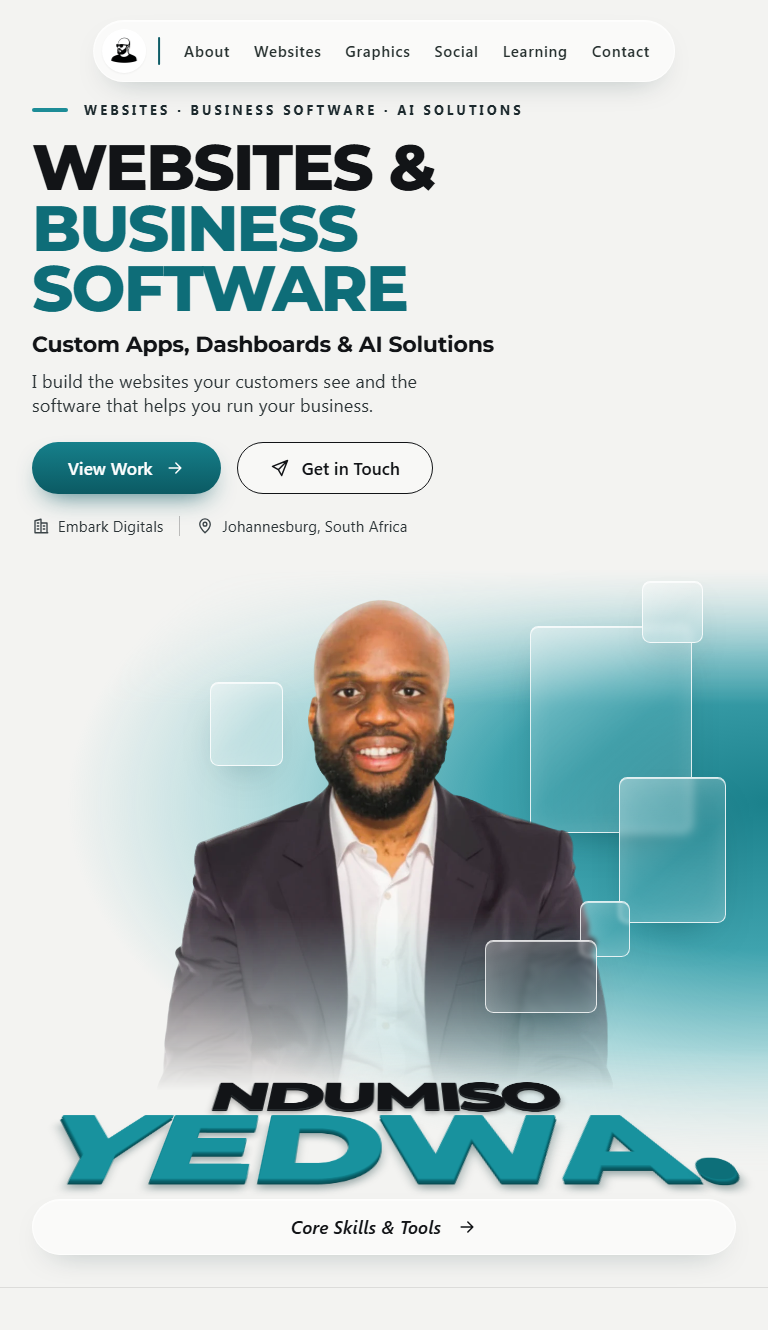 About Websites Graphics Social Learning Contact
WEBSITES · BUSINESS SOFTWARE · AI SOLUTIONS
WEBSITES &
BUSINESS
SOFTWARE
Custom Apps, Dashboards & AI Solutions
I build the websites your customers see and the
software that helps you run your business.
View Work → Get in Touch
Embark Digitals Johannesburg, South Africa
NDUMISO
YEDWA.
Core Skills & Tools →